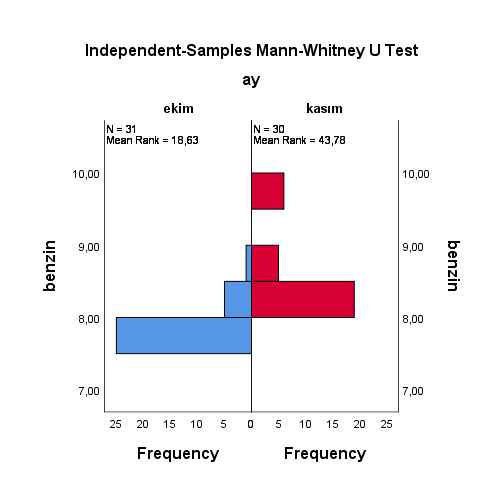 Independent-Samples Mann-Whitney U Test
ay
ekim
kasım
N = 31
Mean Rank = 18,63
N = 30
Mean Rank = 43,78
10,00
9,00
8,00
7,00
benzin
10,00
9,00
8,00
7,00
benzin
25 20 15 10 5 0 5 10 15 20 25
Frequency
Frequency